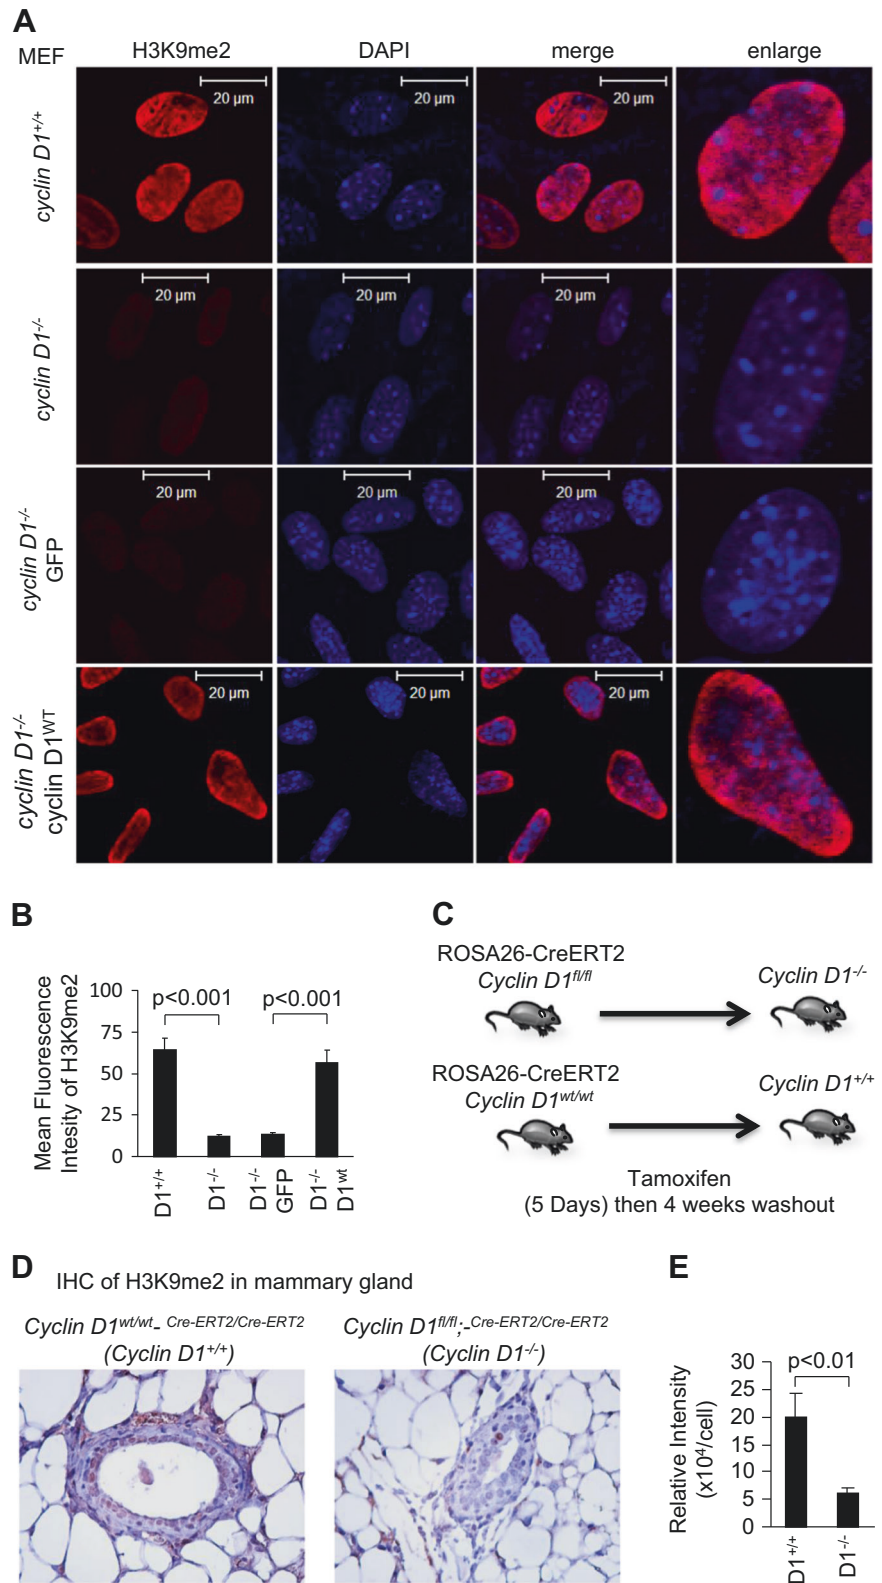 A
MEF
H3K9me2 DAPI merge enlarge
cyclin D1+/+
20 µm 20 µm 20 µm
cyclin D1-/-
20 µm 20 µm 20 µm
cyclin D1-/-
GFP
20 µm 20 µm 20 µm
cyclin D1-/-
cyclin D1WT
20 µm 20 µm 20 µm
B
Mean Fluorescence
Intesity of H3K9me2
100
75
50
25
0
p<0.001 p<0.001
D1+/+
D1-/-
D1-/-
GFP
D1-/-
D1wt
C
ROSA26-CreERT2
Cyclin D1fl/fl
Cyclin D1-/-
ROSA26-CreERT2
Cyclin D1wt/wt
Cyclin D1+/+
Tamoxifen
(5 Days) then 4 weeks washout
D
IHC of H3K9me2 in mammary gland
Cyclin D1wt/wt- Cre-ERT2/Cre-ERT2
(Cyclin D1+/+)
Cyclin D1fl/fl;-Cre-ERT2/Cre-ERT2
(Cyclin D1-/-)
E
Relative Intensity
(x104/cell)
30
25
20
15
10
5
0
p<0.01
D1+/+
D1-/-